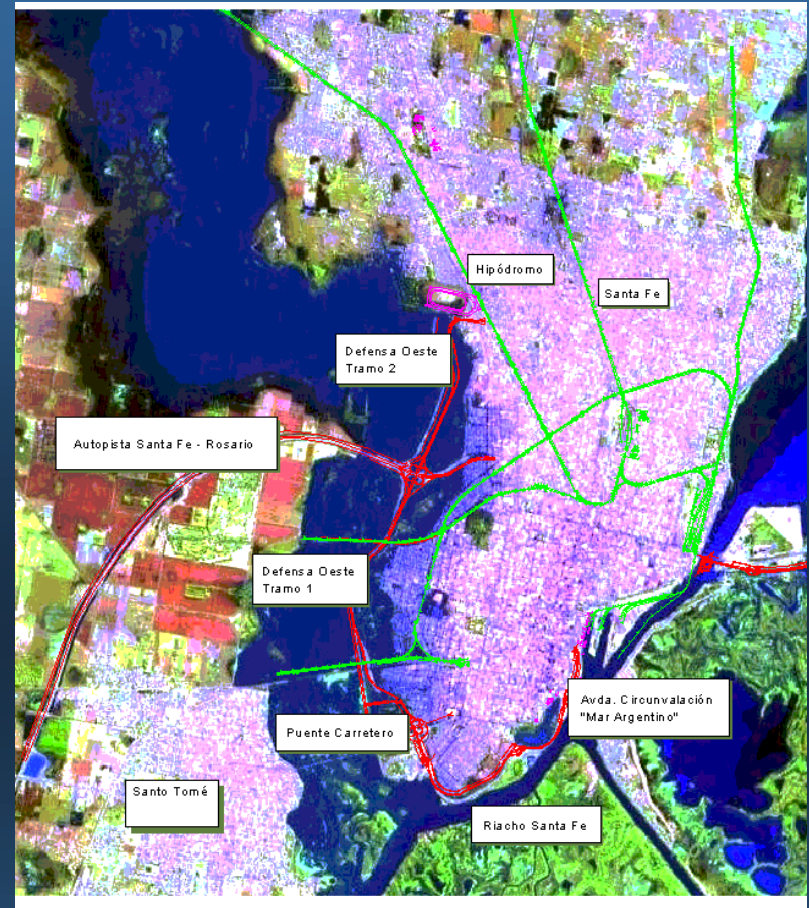 Hipódromo
Santa Fe
Defensa Oeste
Tramo 2
Autopista Santa Fe - Rosario
Defensa Oeste
Tramo 1
Avda. Circunvalación
"Mar Argentino"
Puente Carretero
Santo Tomé
Riacho Santa Fe